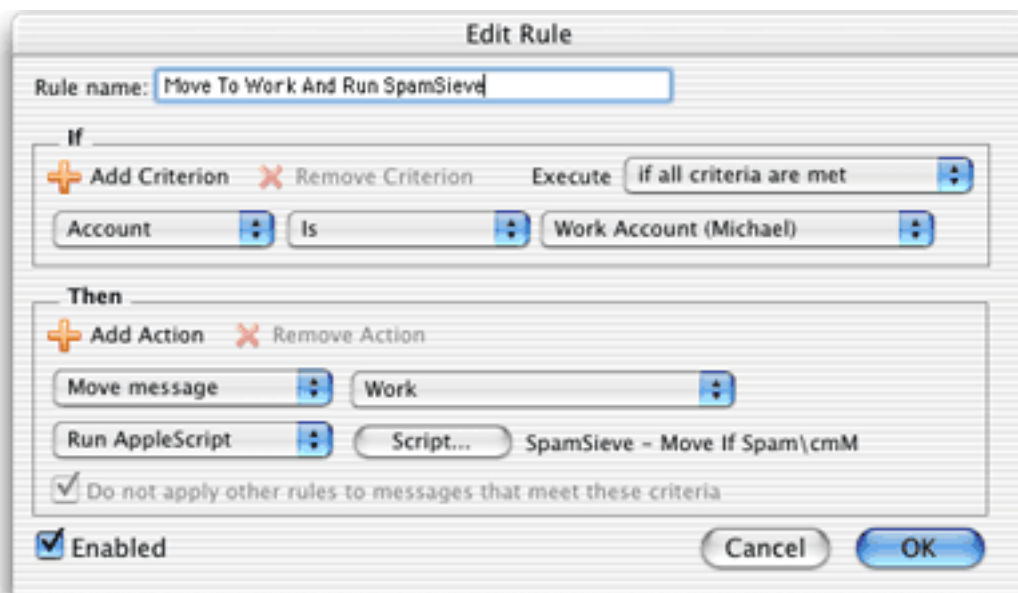 Edit Rule
Rule name: Move To Work And Run SpamSieve
If
Add Criterion Remove Criterion Execute if all criteria are met
Account Is Work Account (Michael)
Then
Add Action Remove Action
Move message Work
Run AppleScript Script... SpamSieve - Move If Spam\cmM
Do not apply other rules to messages that meet these criteria
Enabled Cancel OK